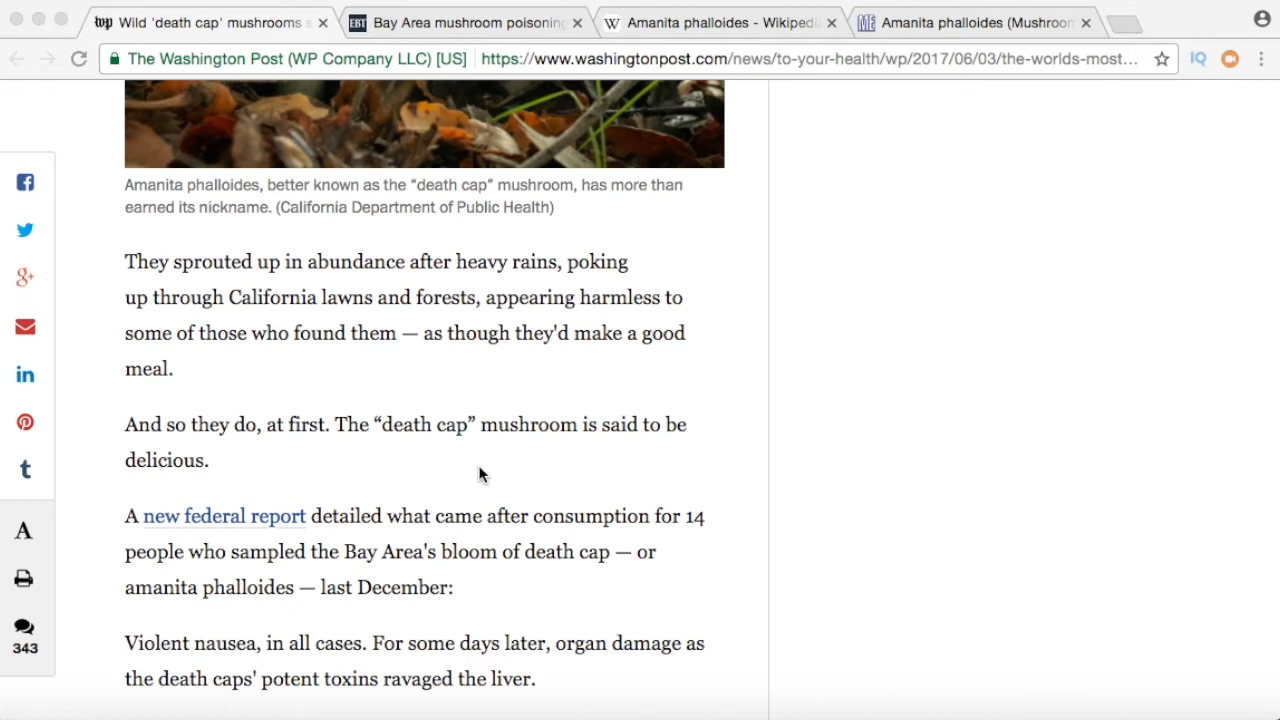 wp Wild 'death cap' mushrooms s
EBT Bay Area mushroom poisoning
W Amanita phalloides - Wikipedi
ME Amanita phalloides (Mushroom
The Washington Post (WP Company LLC) [US] https://www.washingtonpost.com/news/to-your-health/wp/2017/06/03/the-worlds-most...
IQ
Amanita phalloides, better known as the “death cap” mushroom, has more than
earned its nickname. (California Department of Public Health)
They sprouted up in abundance after heavy rains, poking
up through California lawns and forests, appearing harmless to
some of those who found them — as though they'd make a good
meal.
And so they do, at first. The “death cap” mushroom is said to be
delicious.
A new federal report detailed what came after consumption for 14
people who sampled the Bay Area's bloom of death cap — or
amanita phalloides — last December:
Violent nausea, in all cases. For some days later, organ damage as
the death caps' potent toxins ravaged the liver.
f
g+
in
t
A
343